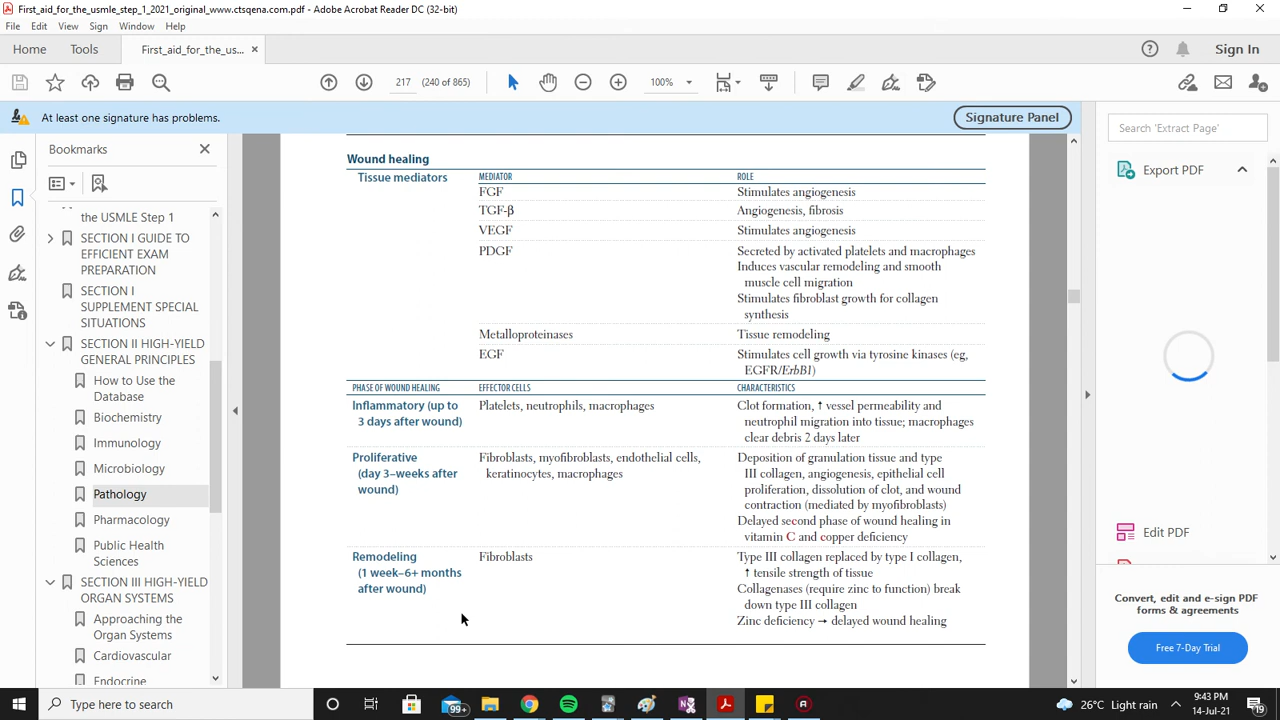 First_aid_for_the_usmle_step_1_2021_original_www.ctsqena.com.pdf - Adobe Acrobat Reader DC (32-bit)
File Edit View Sign Window Help
Home Tools First_aid_for_the_us... × Sign In
217 (240 of 865) 100%
At least one signature has problems. Signature Panel
Bookmarks
the USMLE Step 1
SECTION I GUIDE TO
EFFICIENT EXAM
PREPARATION
SECTION I
SUPPLEMENT SPECIAL
SITUATIONS
SECTION II HIGH-YIELD
GENERAL PRINCIPLES
How to Use the
Database
Biochemistry
Immunology
Microbiology
Pathology
Pharmacology
Public Health
Sciences
SECTION III HIGH-YIELD
ORGAN SYSTEMS
Approaching the
Organ Systems
Cardiovascular
Endocrine
Wound healing
Tissue mediators MEDIATOR ROLE
FGF Stimulates angiogenesis
TGF-β Angiogenesis, fibrosis
VEGF Stimulates angiogenesis
PDGF Secreted by activated platelets and macrophages
Induces vascular remodeling and smooth
muscle cell migration
Stimulates fibroblast growth for collagen
synthesis
Metalloproteinases Tissue remodeling
EGF Stimulates cell growth via tyrosine kinases (eg,
EGFR/ErbB1)
PHASE OF WOUND HEALING EFFECTOR CELLS CHARACTERISTICS
Inflammatory (up to Platelets, neutrophils, macrophages Clot formation, ↑ vessel permeability and
3 days after wound) neutrophil migration into tissue; macrophages
clear debris 2 days later
Proliferative Fibroblasts, myofibroblasts, endothelial cells, Deposition of granulation tissue and type
(day 3–weeks after keratinocytes, macrophages III collagen, angiogenesis, epithelial cell
wound) proliferation, dissolution of clot, and wound
contraction (mediated by myofibroblasts)
Delayed second phase of wound healing in
vitamin C and copper deficiency
Remodeling Fibroblasts Type III collagen replaced by type I collagen,
(1 week–6+ months ↑ tensile strength of tissue
after wound) Collagenases (require zinc to function) break
down type III collagen
Zinc deficiency → delayed wound healing
Search 'Extract Page'
Export PDF
Edit PDF
Convert, edit and e-sign PDF
forms & agreements
Free 7-Day Trial
Type here to search 99+ 26°C Light rain 9:43 PM
14-Jul-21 19